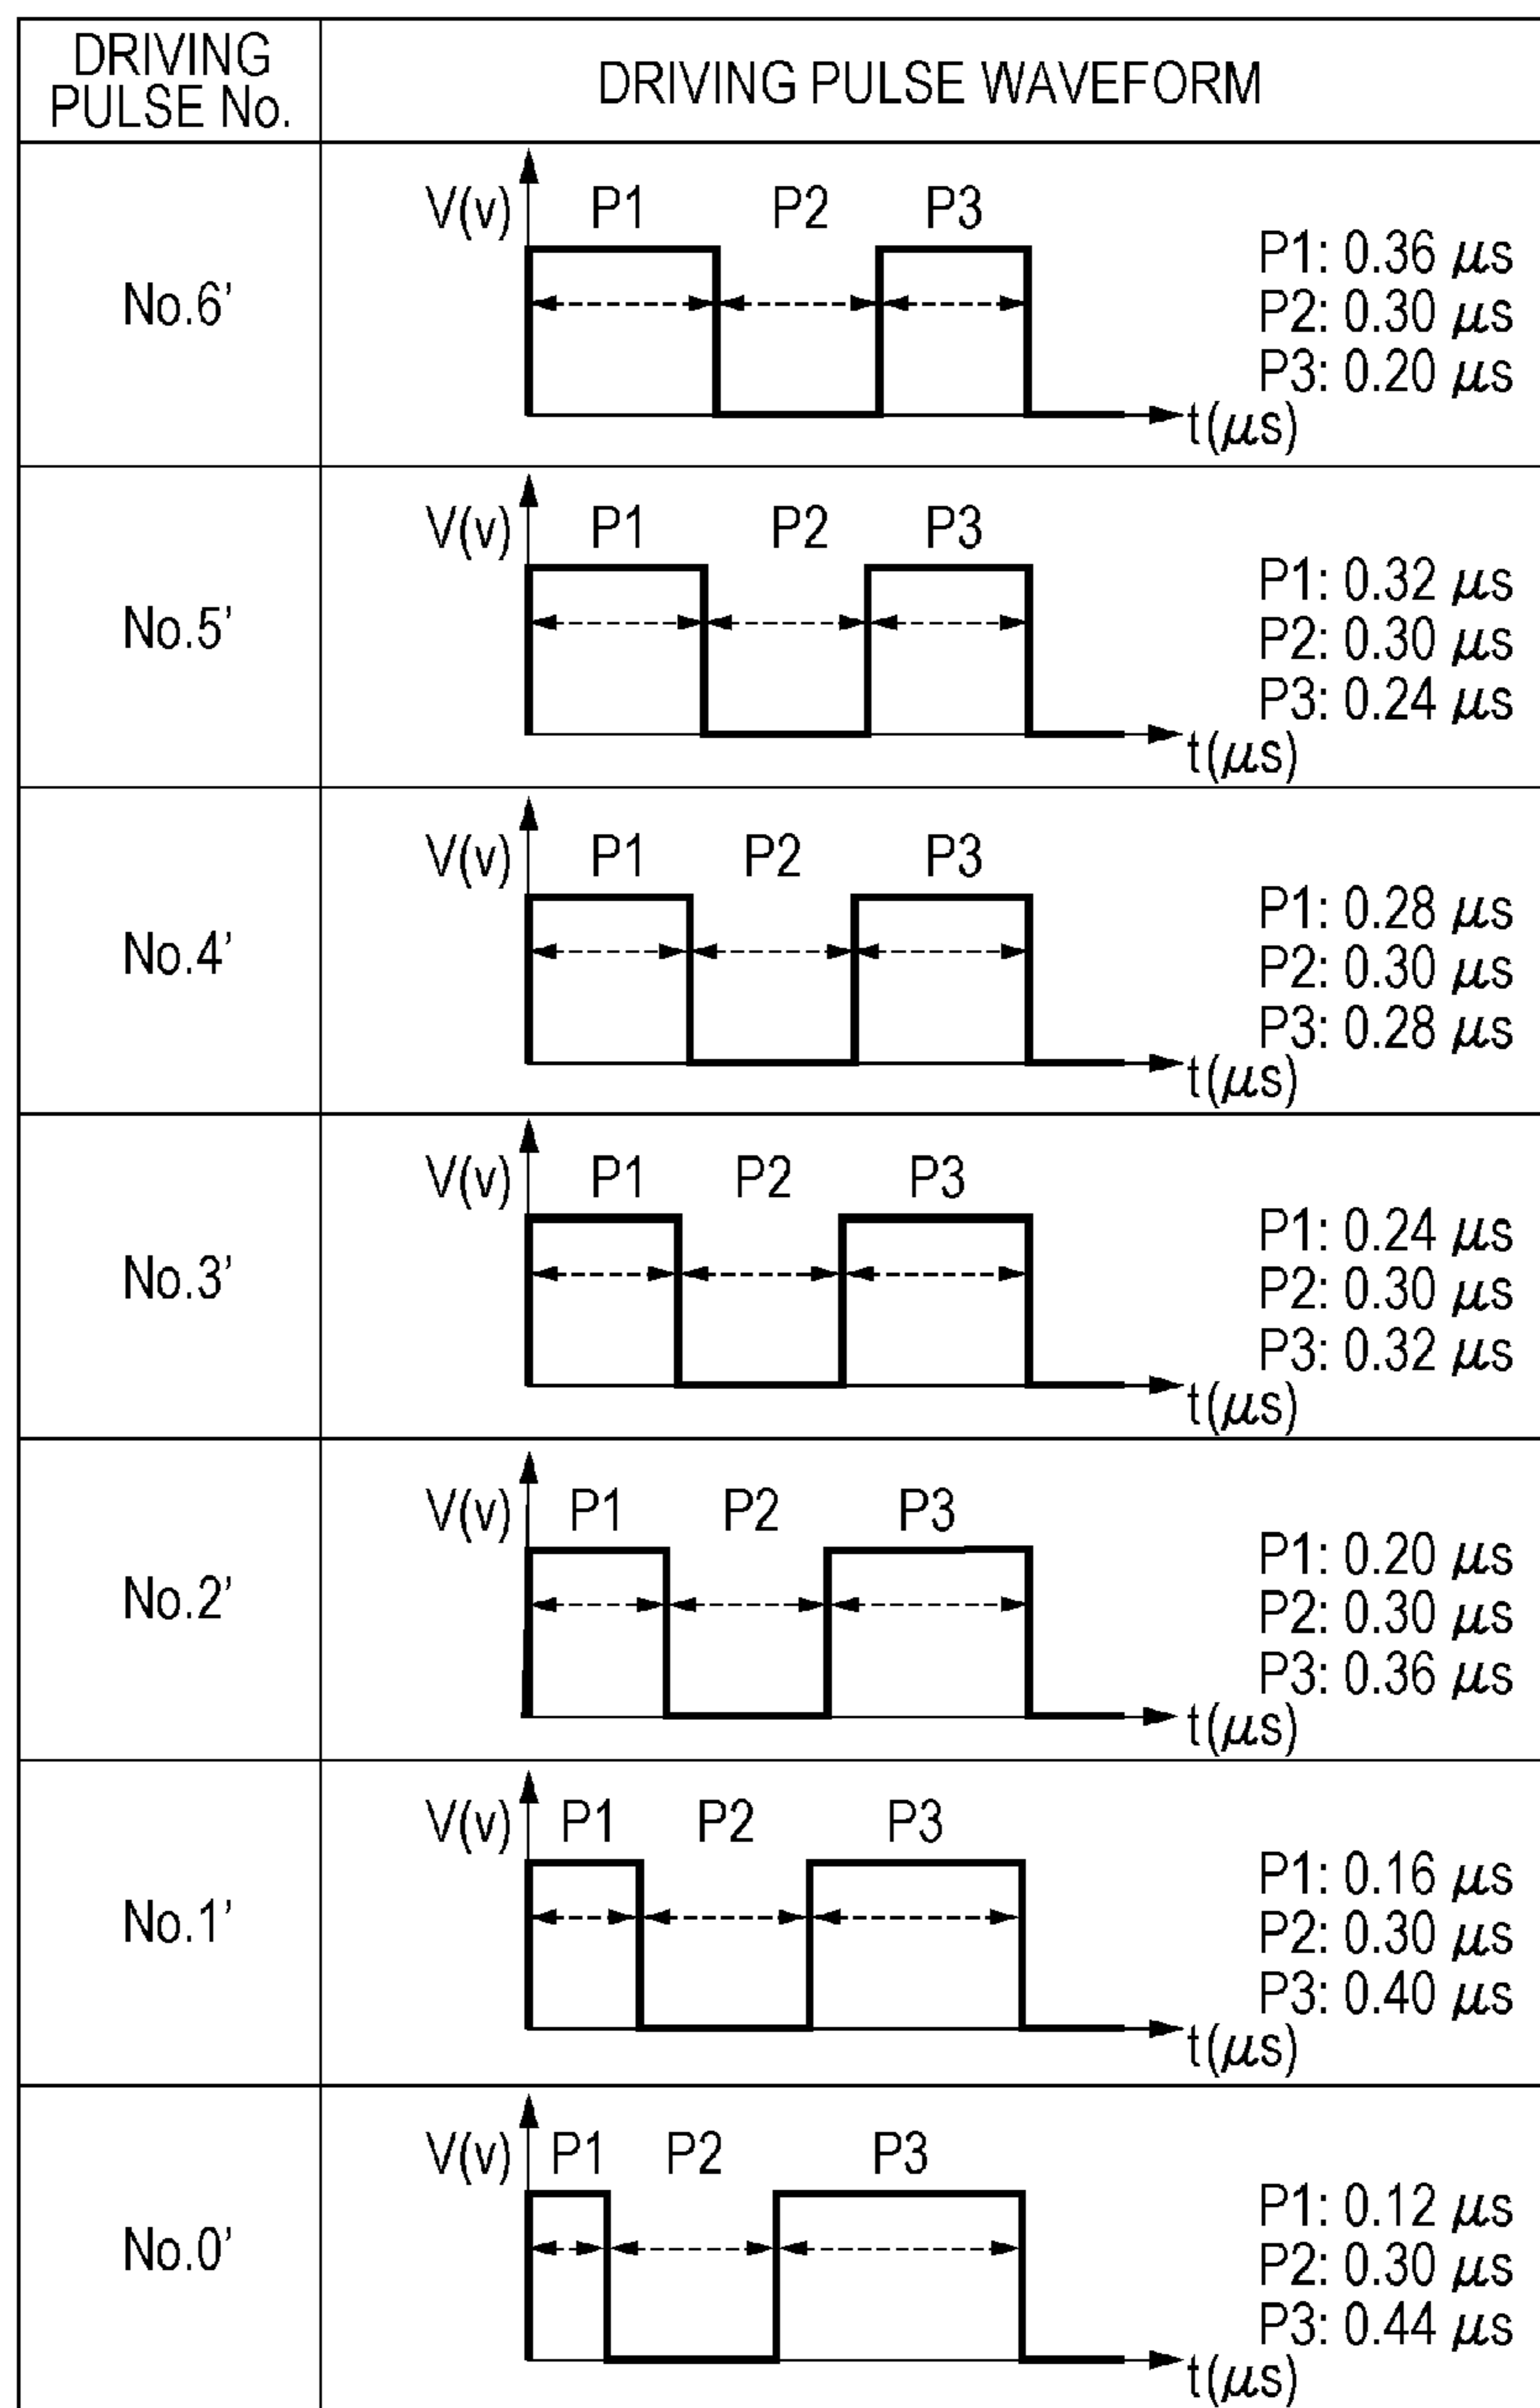 DRIVING
PULSE No.
DRIVING PULSE WAVEFORM
No.6’
V(v)
P1 P2 P3
P1: 0.36 μs
P2: 0.30 μs
P3: 0.20 μs
t(μs)
No.5’
V(v)
P1 P2 P3
P1: 0.32 μs
P2: 0.30 μs
P3: 0.24 μs
t(μs)
No.4’
V(v)
P1 P2 P3
P1: 0.28 μs
P2: 0.30 μs
P3: 0.28 μs
t(μs)
No.3’
V(v)
P1 P2 P3
P1: 0.24 μs
P2: 0.30 μs
P3: 0.32 μs
t(μs)
No.2’
V(v)
P1 P2 P3
P1: 0.20 μs
P2: 0.30 μs
P3: 0.36 μs
t(μs)
No.1’
V(v)
P1 P2 P3
P1: 0.16 μs
P2: 0.30 μs
P3: 0.40 μs
t(μs)
No.0’
V(v)
P1 P2 P3
P1: 0.12 μs
P2: 0.30 μs
P3: 0.44 μs
t(μs)